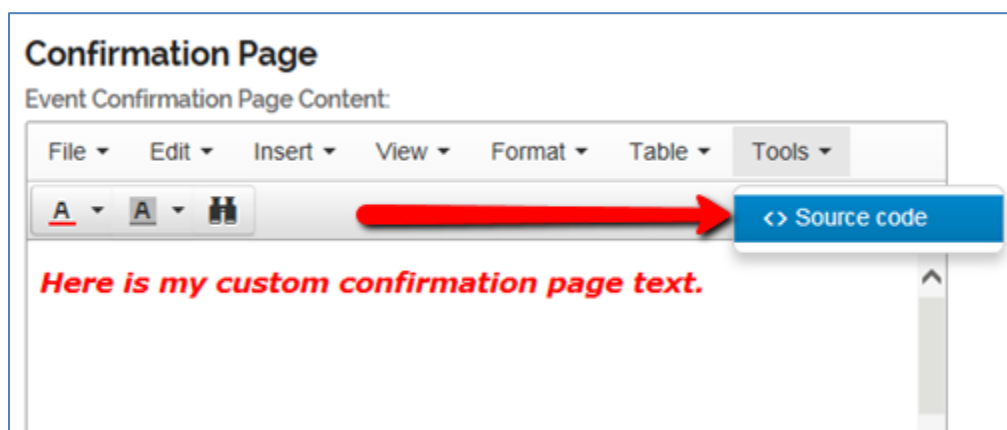 Confirmation Page
Event Confirmation Page Content:
File Edit Insert View Format Table Tools
A A
<> Source code
Here is my custom confirmation page text.